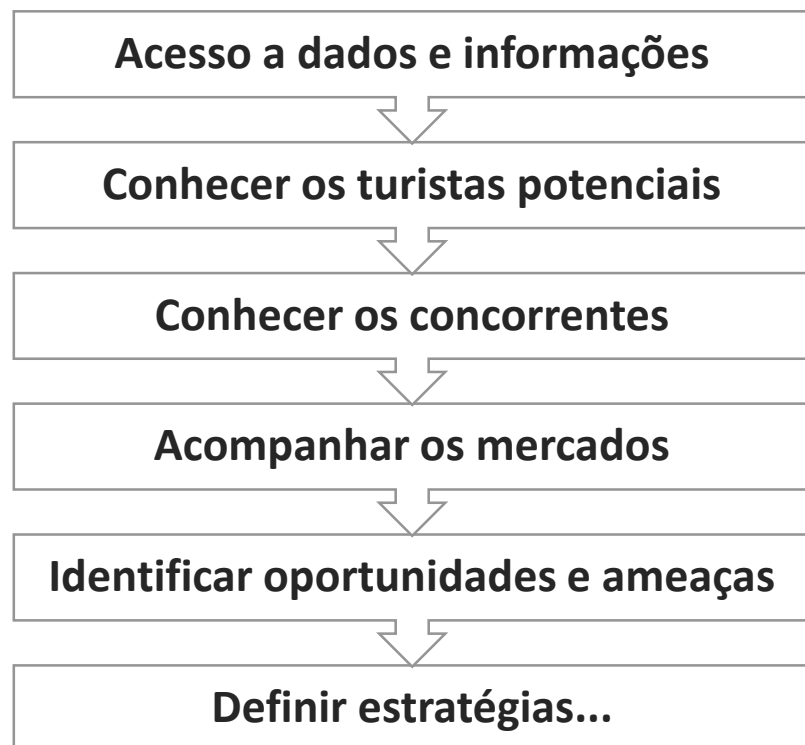 Acesso a dados e informações
Conhecer os turistas potenciais
Conhecer os concorrentes
Acompanhar os mercados
Identificar oportunidades e ameaças
Definir estratégias...